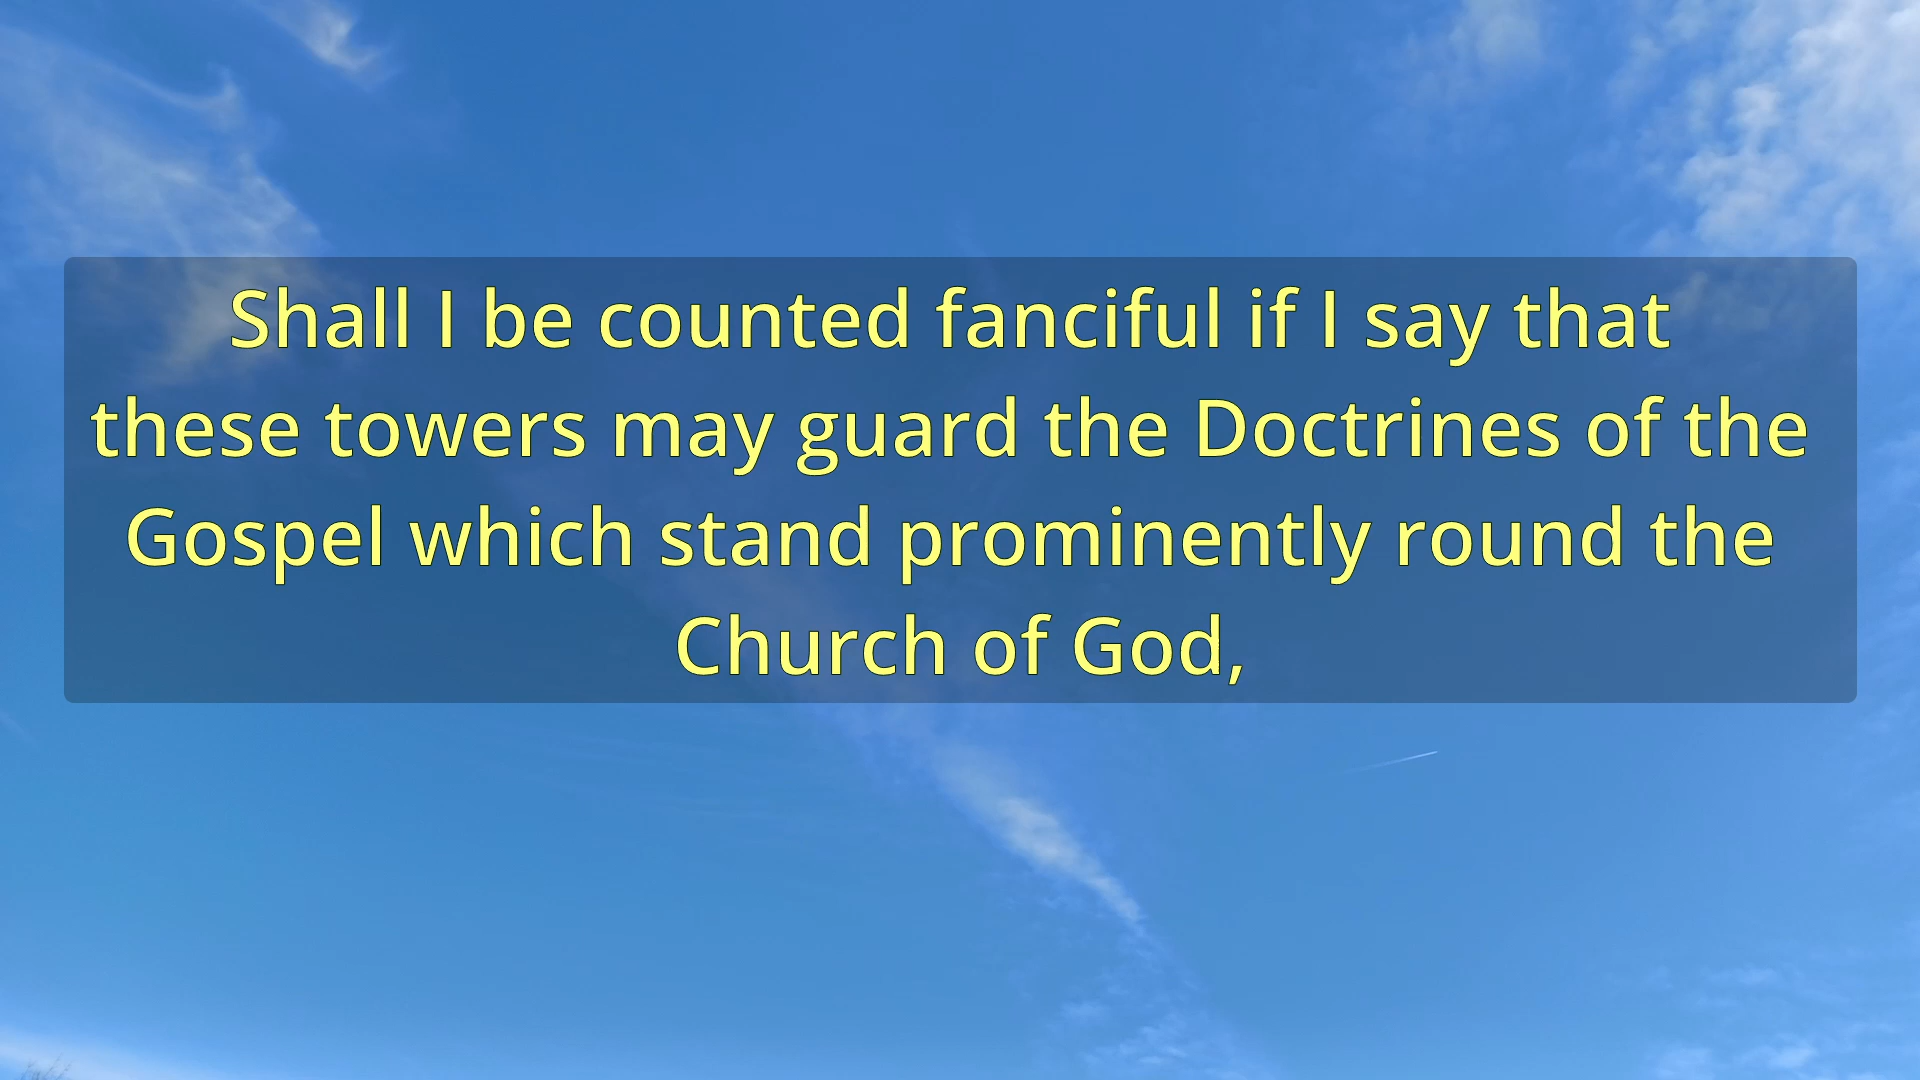 Shall I be counted fanciful if I say that
these towers may guard the Doctrines of the
Gospel which stand prominently round the
Church of God,